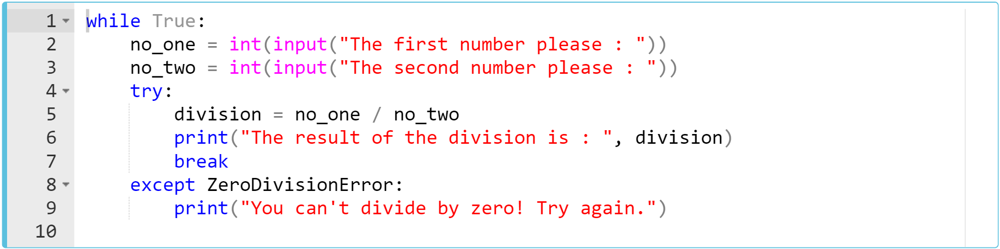 1 while True:
2     no_one = int(input("The first number please : "))
3     no_two = int(input("The second number please : "))
4     try:
5         division = no_one / no_two
6         print("The result of the division is : ", division)
7         break
8     except ZeroDivisionError:
9         print("You can't divide by zero! Try again.")
10